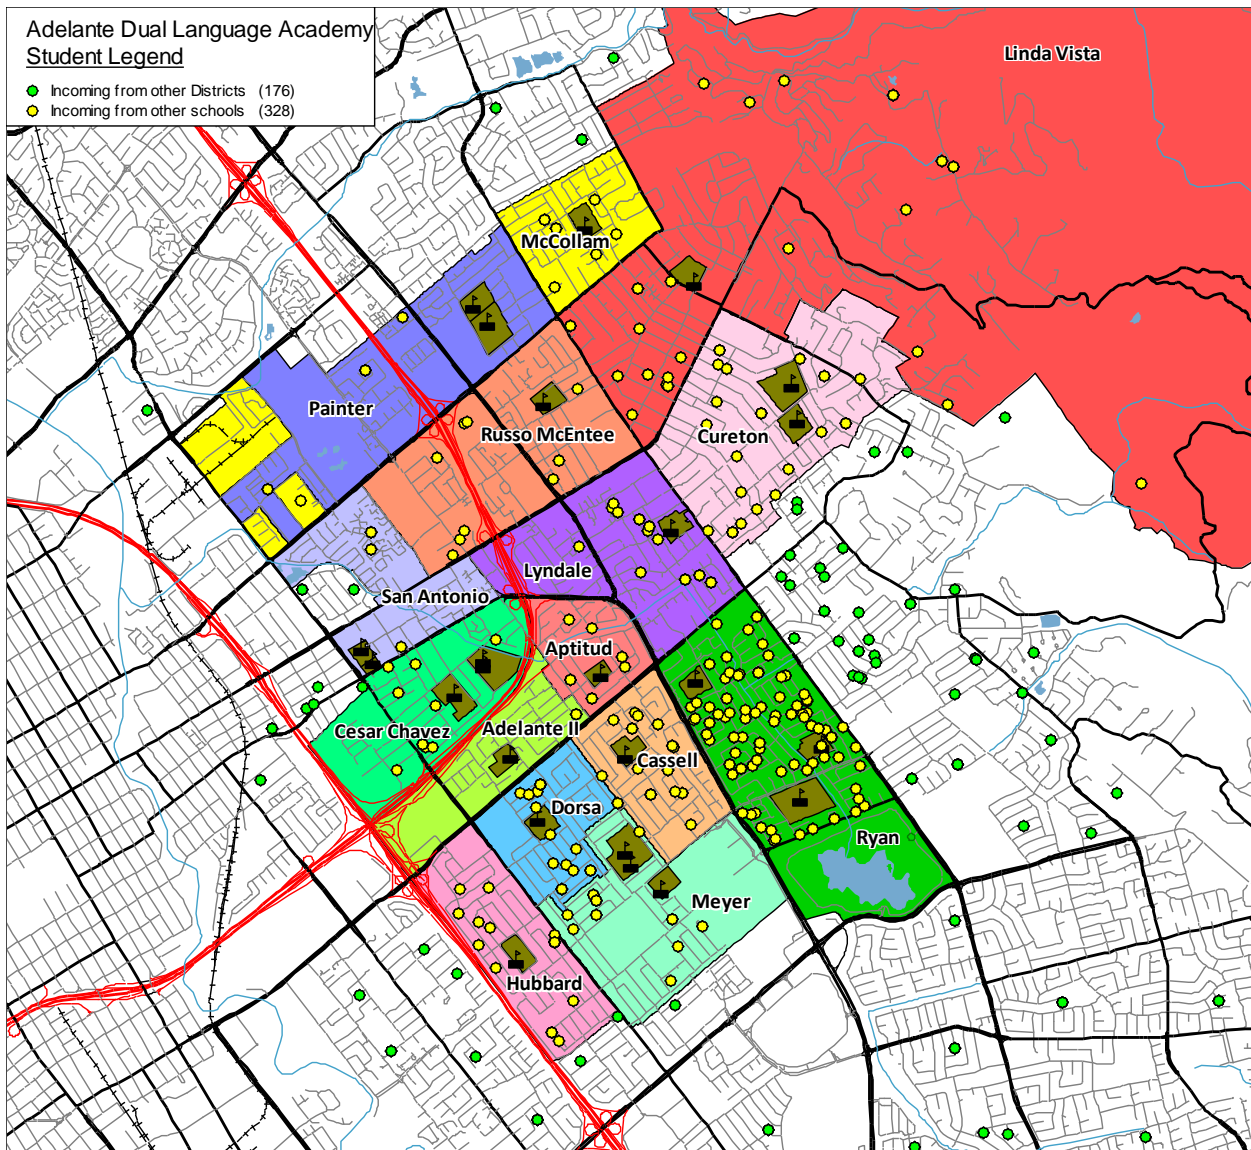 Adelante Dual Language Academy
Student Legend
Incoming from other Districts (176)
Incoming from other schools (328)
Linda Vista
McCollam
Painter
Russo McEntee
Cureton
Lyndale
San Antonio
Aptitud
Cesar Chavez
Adelante II
Cassell
Dorsa
Ryan
Meyer
Hubbard